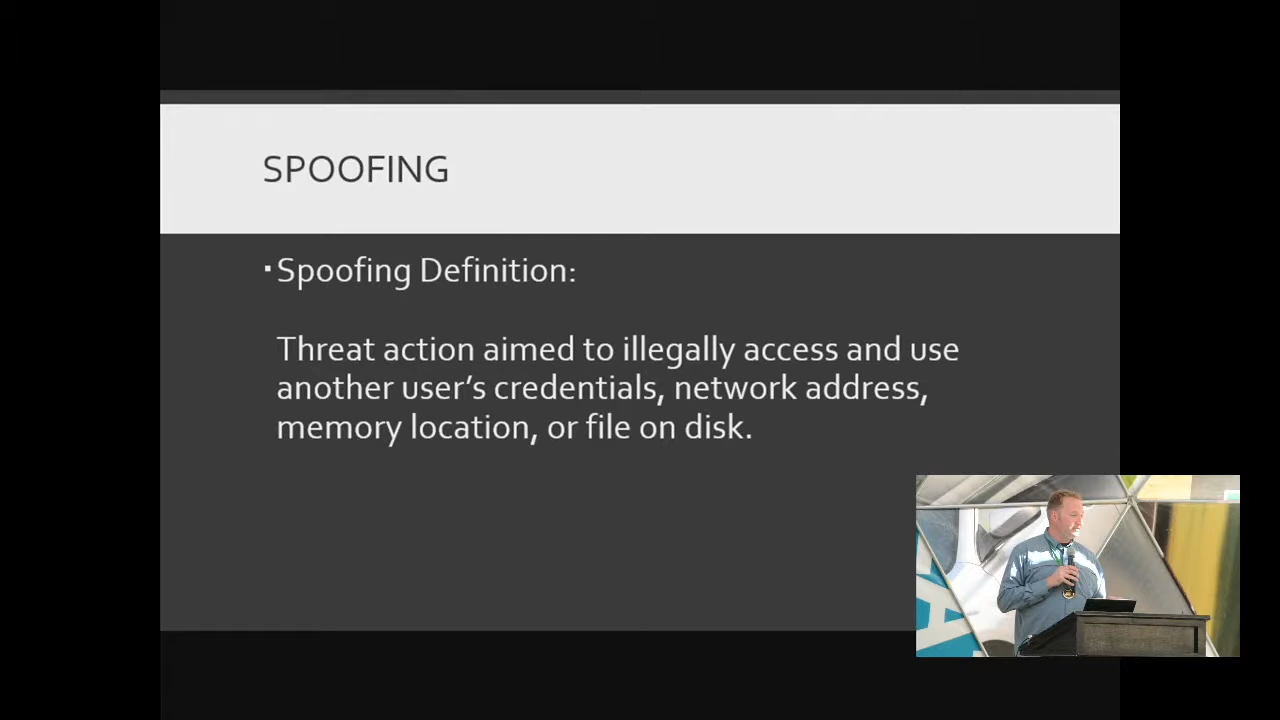 SPOOFING
▪ Spoofing Definition:
Threat action aimed to illegally access and use
another user’s credentials, network address,
memory location, or file on disk.